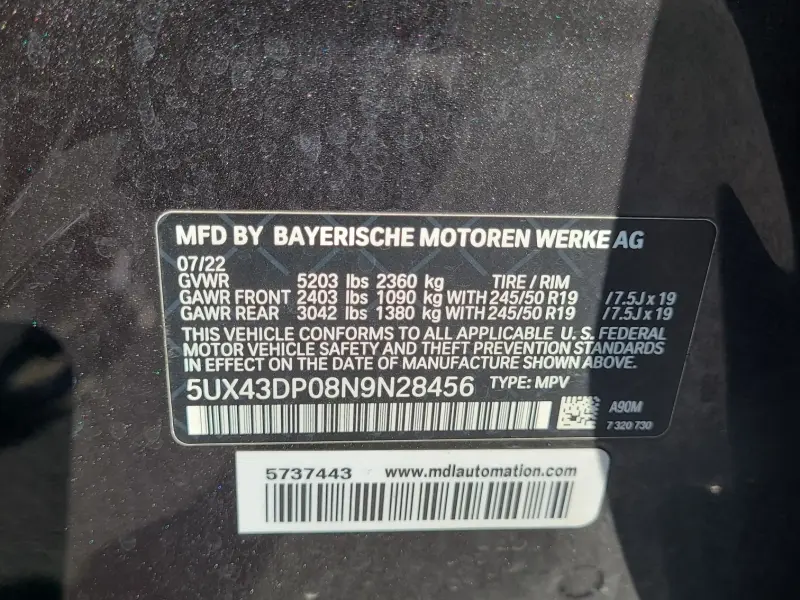 MFD BY BAYERISCHE MOTOREN WERKE AG
07/22
GVWR 5203 lbs 2360 kg TIRE / RIM
GAWR FRONT 2403 lbs 1090 kg WITH 245/50 R19 /7.5J x 19
GAWR REAR 3042 lbs 1380 kg WITH 245/50 R19 /7.5J x 19
THIS VEHICLE CONFORMS TO ALL APPLICABLE U. S. FEDERAL
MOTOR VEHICLE SAFETY AND THEFT PREVENTION STANDARDS
IN EFFECT ON THE DATE OF MANUFACTURE SHOWN ABOVE.
5UX43DP08N9N28456 TYPE: MPV
A90M
7 320 730
5737443 www.mdlautomation.com